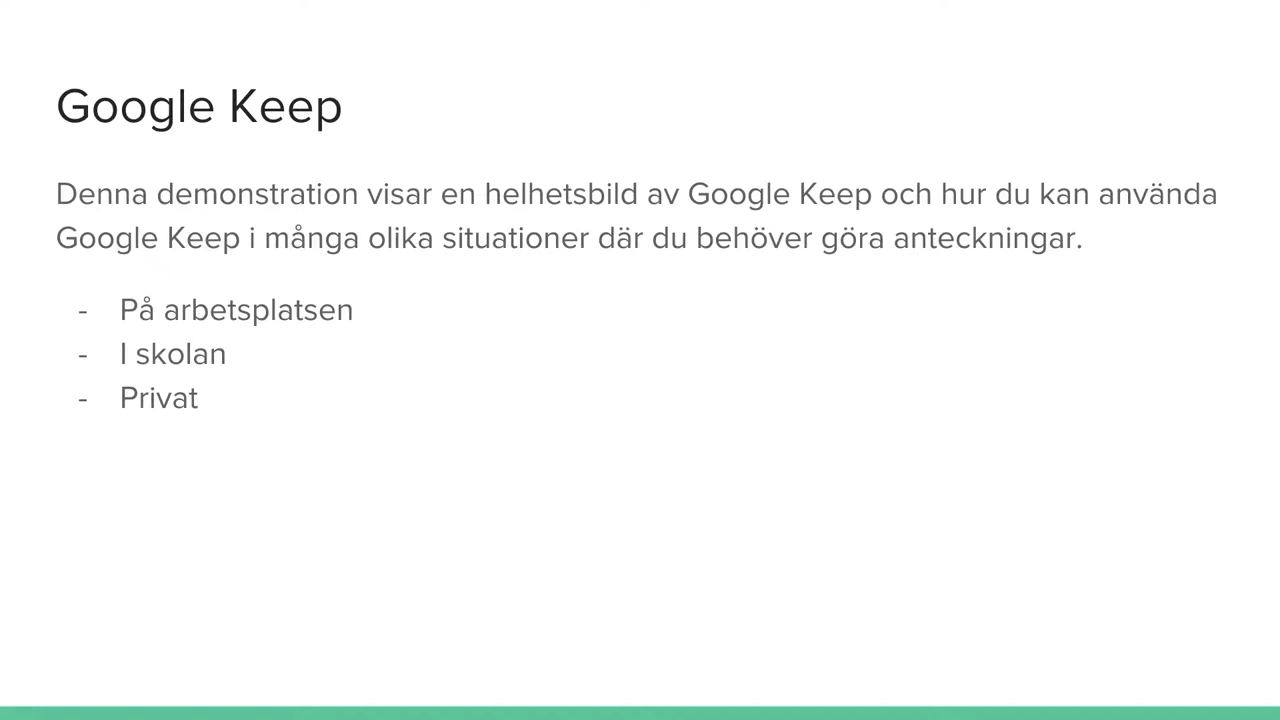 Google Keep
Denna demonstration visar en helhetsbild av Google Keep och hur du kan använda
Google Keep i många olika situationer där du behöver göra anteckningar.
- På arbetsplatsen
- I skolan
- Privat